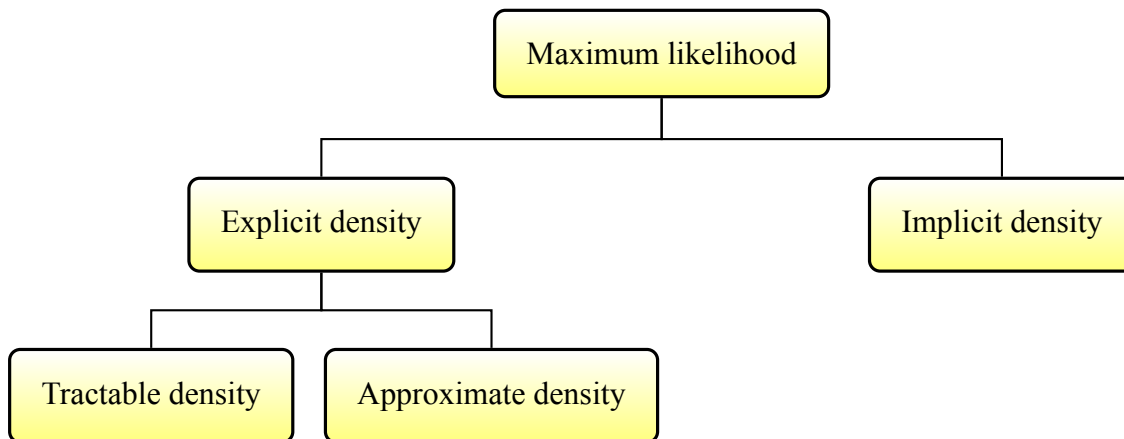 Maximum likelihood
Explicit density
Implicit density
Tractable density
Approximate density